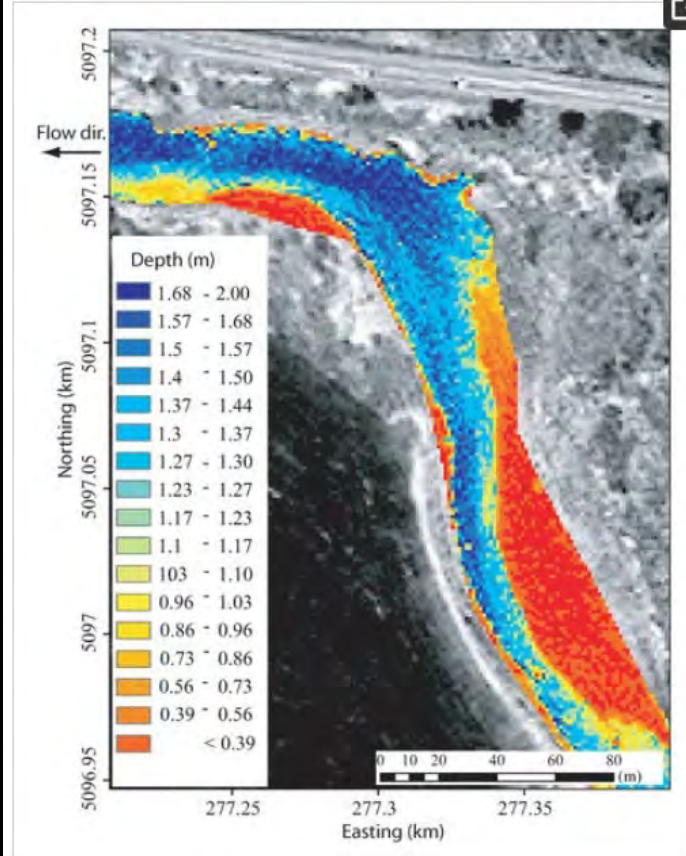 5097.2
Flow dir.
5097.15
Depth (m)
1.68 - 2.00
1.57 - 1.68
1.5 - 1.57
1.4 - 1.50
1.37 - 1.44
1.3 - 1.37
1.27 - 1.30
1.23 - 1.27
1.17 - 1.23
1.1 - 1.17
103 - 1.10
0.96 - 1.03
0.86 - 0.96
0.73 - 0.86
0.56 - 0.73
0.39 - 0.56
< 0.39
5097.1
Northing (km)
5097.05
5097
5096.95
0 10 20 40 60 80
(m)
277.25 277.3 277.35
Easting (km)